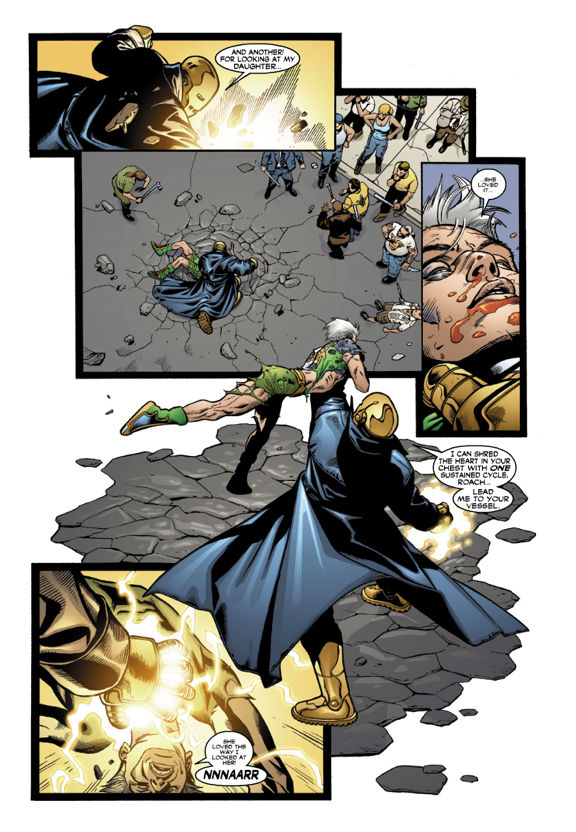 AND ANOTHER!
FOR LOOKING AT MY
DAUGHTER...
...SHE
LOVED
IT...
I CAN SHRED
THE HEART IN YOUR
CHEST WITH ONE
SUSTAINED CYCLE,
ROACH...
LEAD
ME TO YOUR
VESSEL.
SHE
LOVED THE
WAY I
LOOKED AT
HER!
NNNAARR